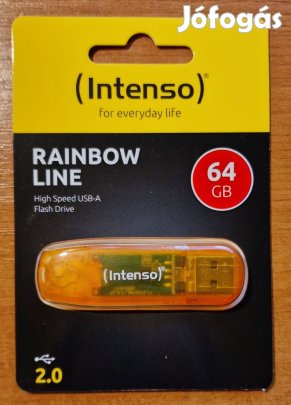 Jófogás
(intenso)®
for everyday life
RAINBOW
LINE
High Speed USB-A
Flash Drive
64
GB
(intenso)®
2.0